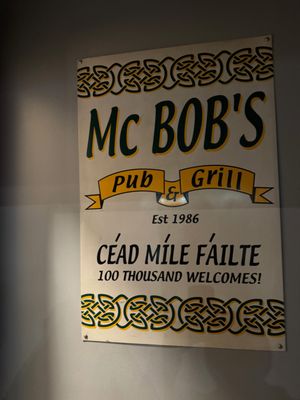 Mc BOB'S
Pub & Grill
Est 1986
CÉAD MÍLE FÁILTE
100 THOUSAND WELCOMES!